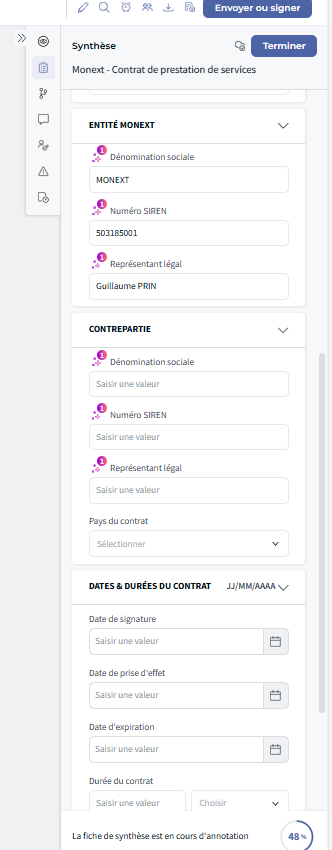 Envoyer ou signer
Synthèse
Terminer
Monext - Contrat de prestation de services
ENTITÉ MONEXT
1
Dénomination sociale
MONEXT
1
Numéro SIREN
503185001
1
Représentant légal
Guillaume PRIN
CONTREPARTIE
1
Dénomination sociale
Saisir une valeur
1
Numéro SIREN
Saisir une valeur
1
Représentant légal
Saisir une valeur
Pays du contrat
Sélectionner
DATES & DURÉES DU CONTRAT JJ/MM/AAAA
Date de signature
Saisir une valeur
Date de prise d'effet
Saisir une valeur
Date d'expiration
Saisir une valeur
Durée du contrat
Saisir une valeur Choisir
La fiche de synthèse est en cours d'annotation 48 %